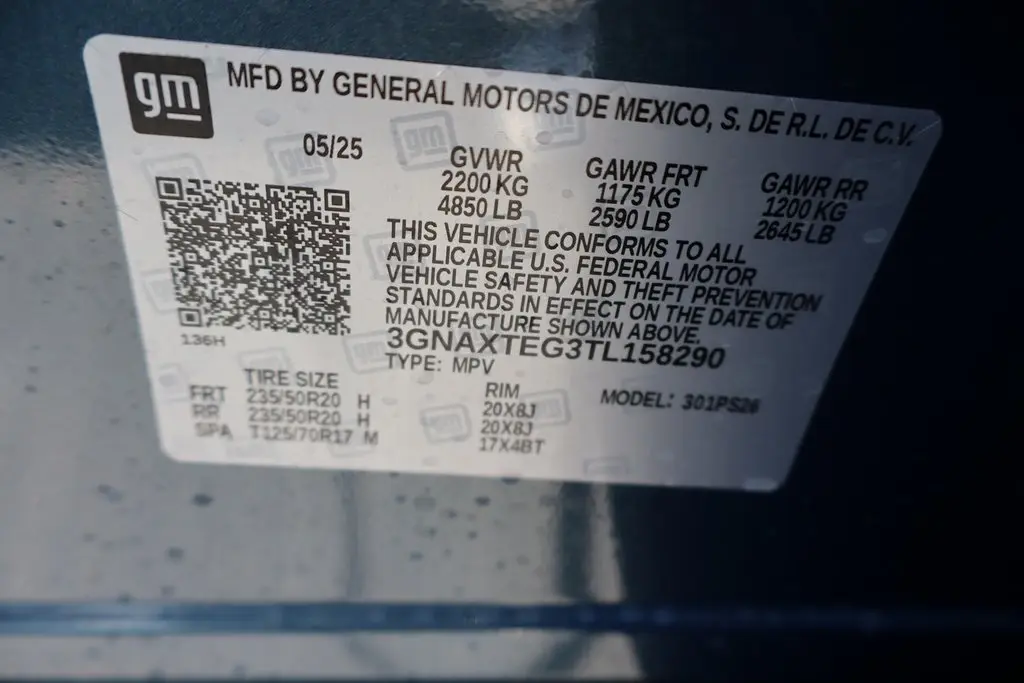 gm MFD BY GENERAL MOTORS DE MEXICO, S. DE R.L. DE C.V.
05/25
GVWR GAWR FRT GAWR RR
2200 KG 1175 KG 1200 KG
4850 LB 2590 LB 2645 LB
THIS VEHICLE CONFORMS TO ALL
APPLICABLE U.S. FEDERAL MOTOR
VEHICLE SAFETY AND THEFT PREVENTION
STANDARDS IN EFFECT ON THE DATE OF
MANUFACTURE SHOWN ABOVE.
136H
3GNAXTEG3TL158290
TYPE: MPV
TIRE SIZE RIM MODEL: 301PS26
FRT 235/50R20 H 20X8J
RR 235/50R20 H 20X8J
SPA T125/70R17 M 17X4BT